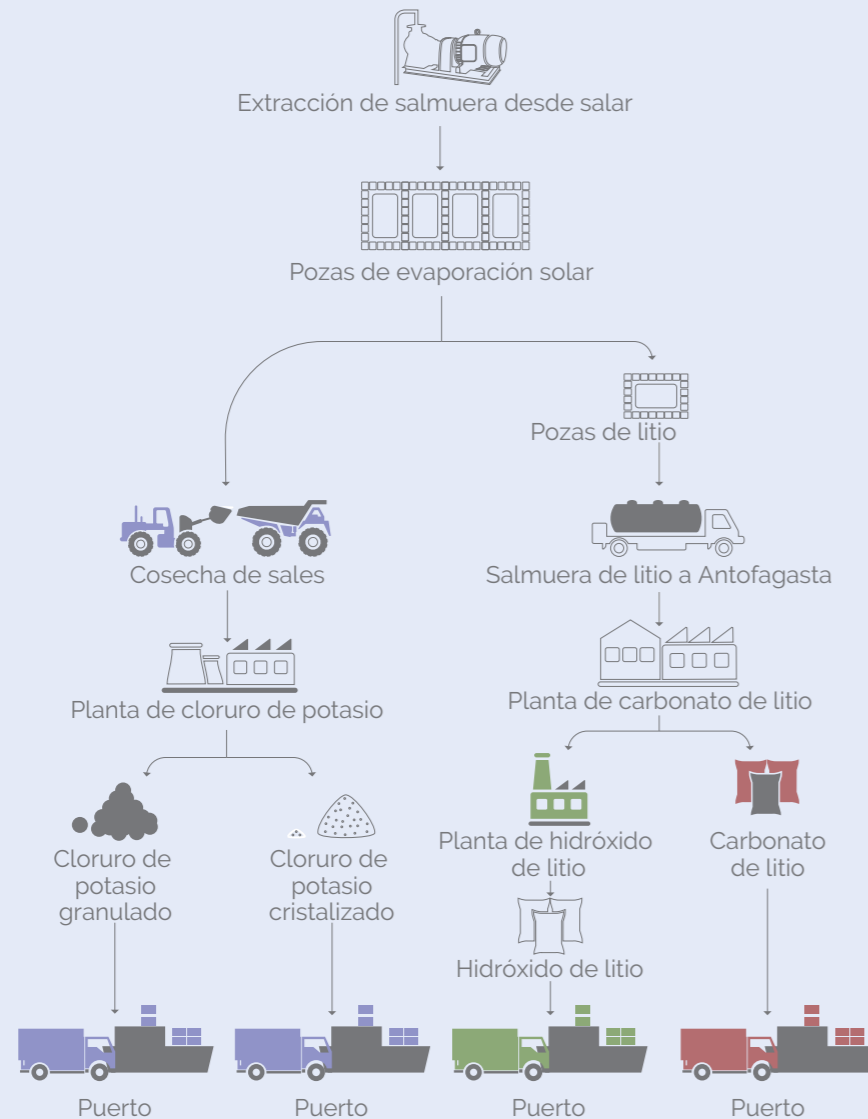 Extracción de salmuera desde salar
Pozas de evaporación solar
Pozas de litio
Cosecha de sales
Salmuera de litio a Antofagasta
Planta de cloruro de potasio
Planta de carbonato de litio
Cloruro de
potasio
granulado
Cloruro de
potasio
cristalizado
Planta de hidróxido
de litio
Carbonato
de litio
Hidróxido de litio
Puerto
Puerto
Puerto
Puerto